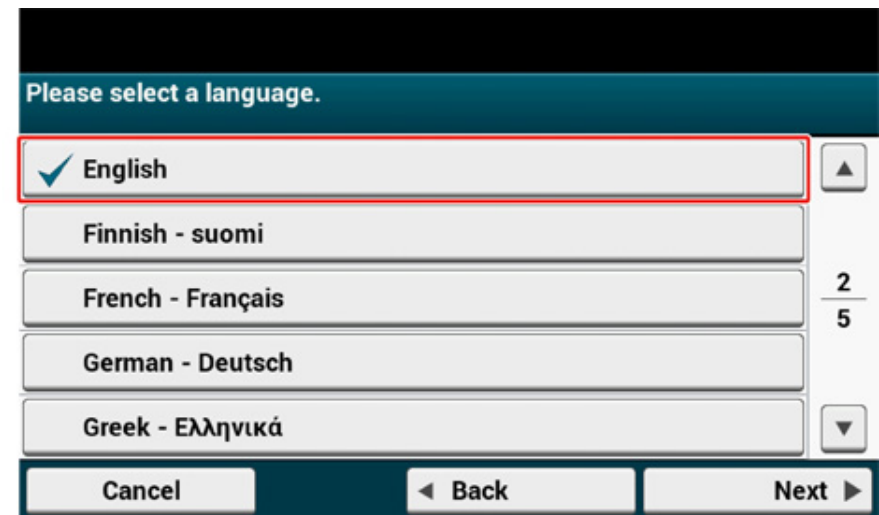 Please select a language.
English
Finnish - suomi
French - Français
German - Deutsch
Greek - Ελληνικά
2
5
Cancel
Back
Next